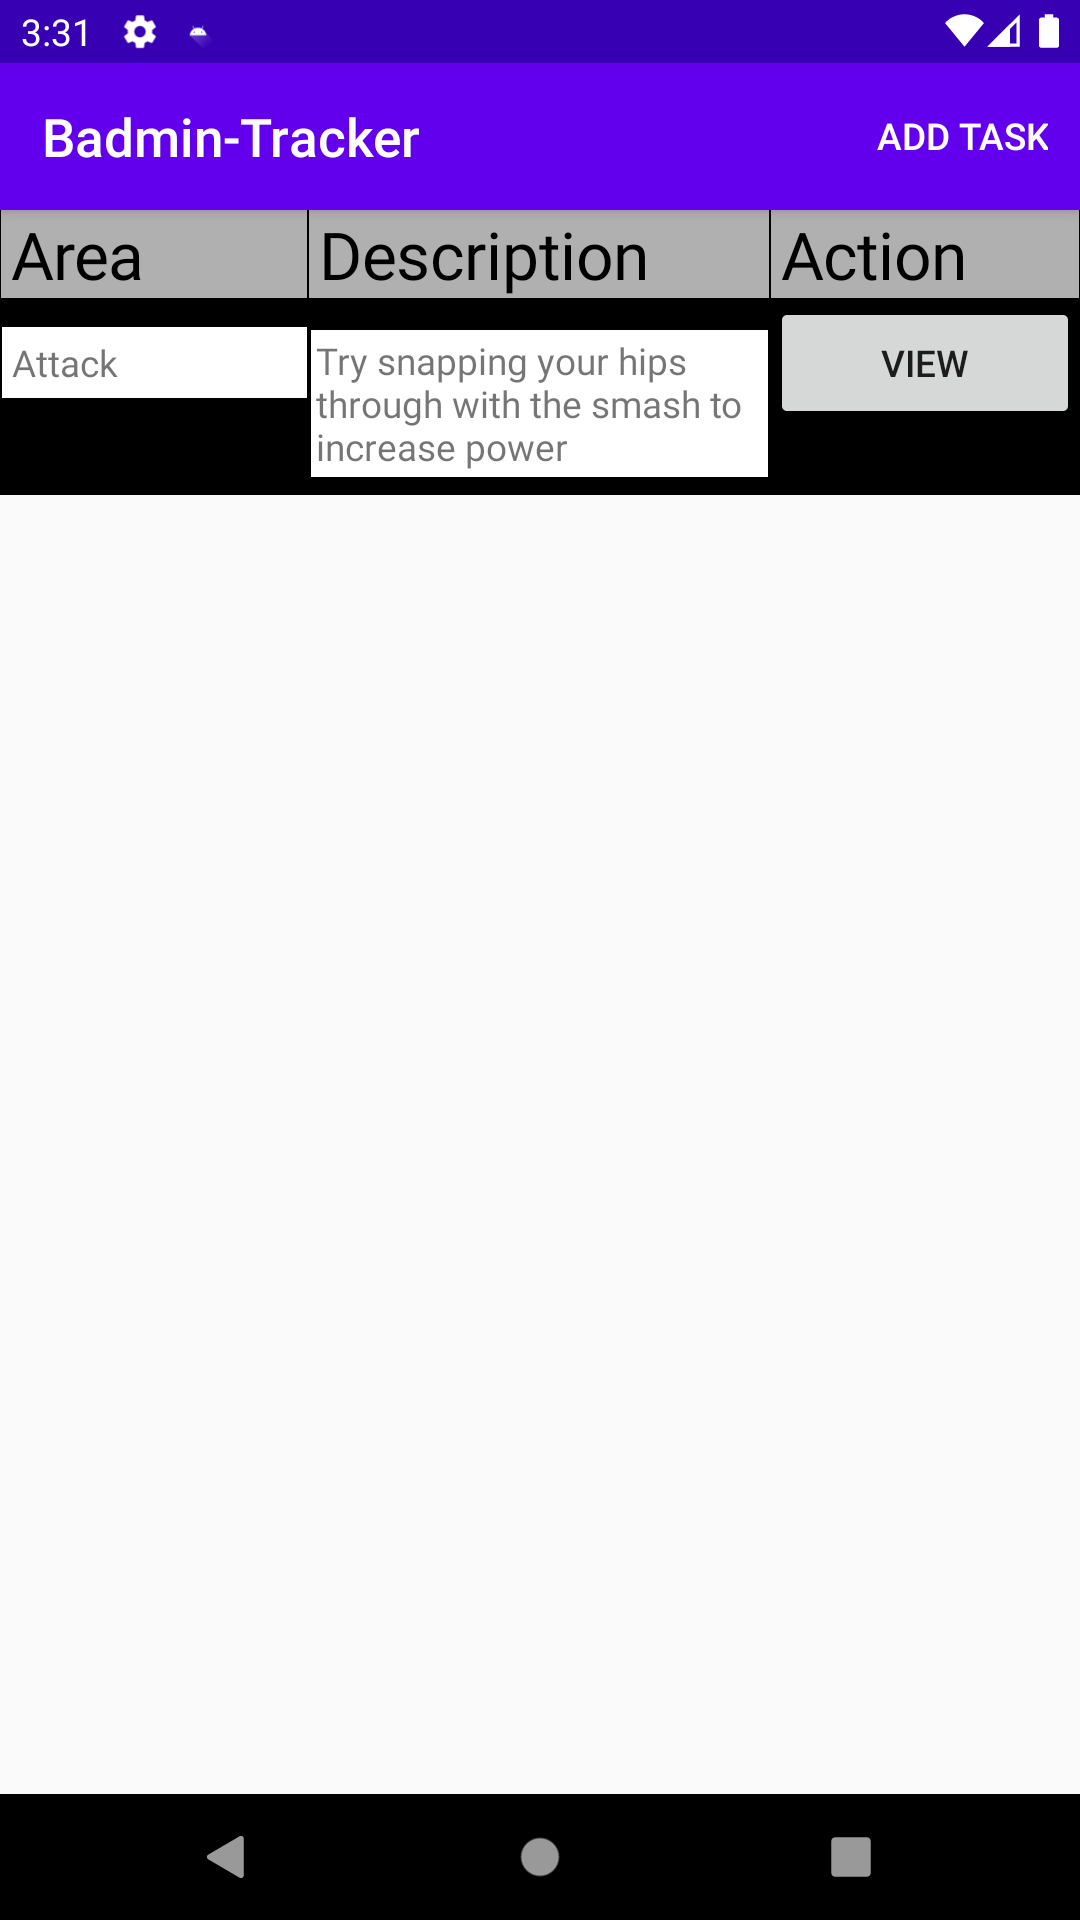 3:31
Badmin-Tracker
ADD TASK
Area
Description
Action
Attack
Try snapping your hips
through with the smash to
increase power
VIEW